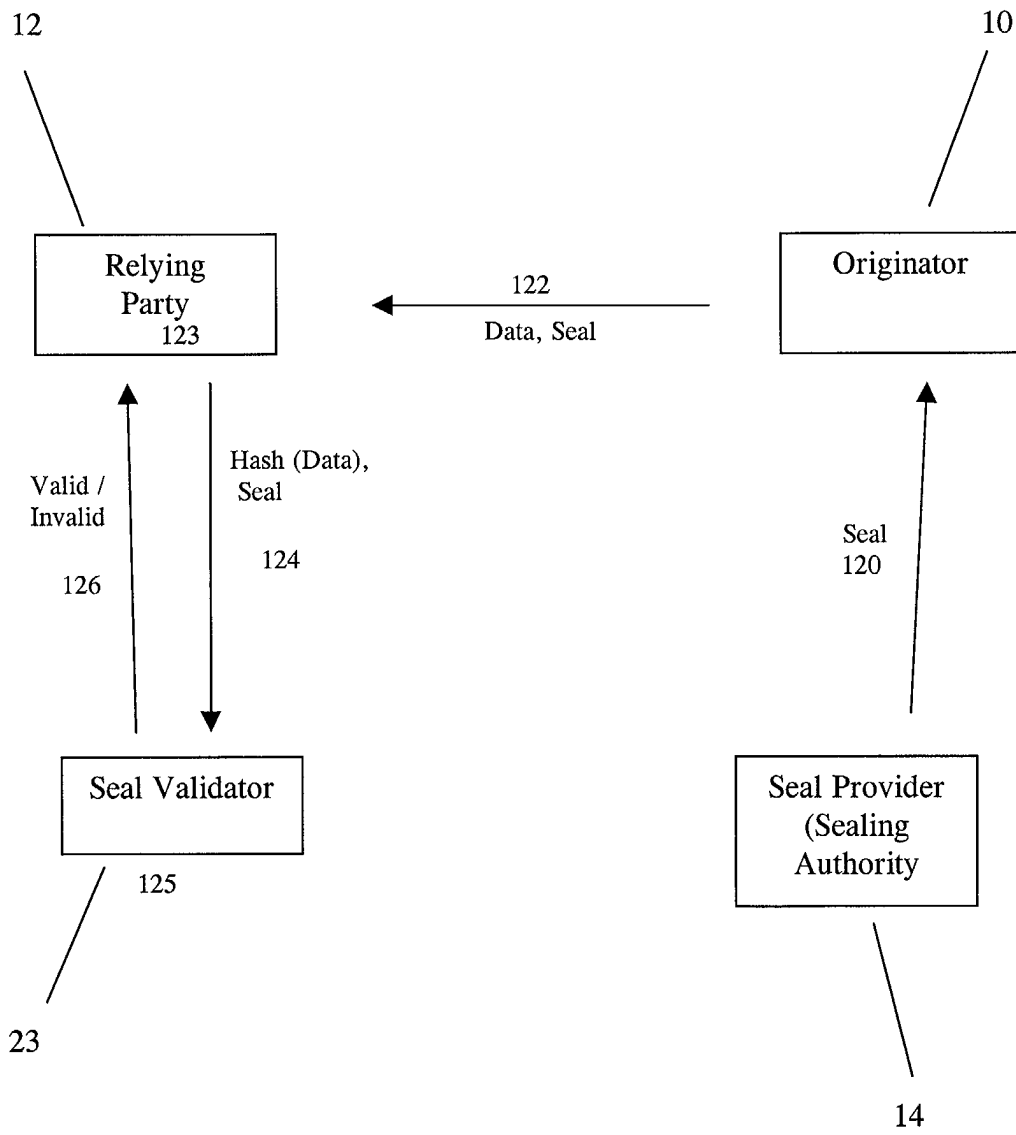 12
10
Relying
Party
123
Originator
122
Data, Seal
Valid /
Invalid
126
Hash (Data),
Seal
124
Seal
120
Seal Validator
125
Seal Provider
(Sealing
Authority
23
14